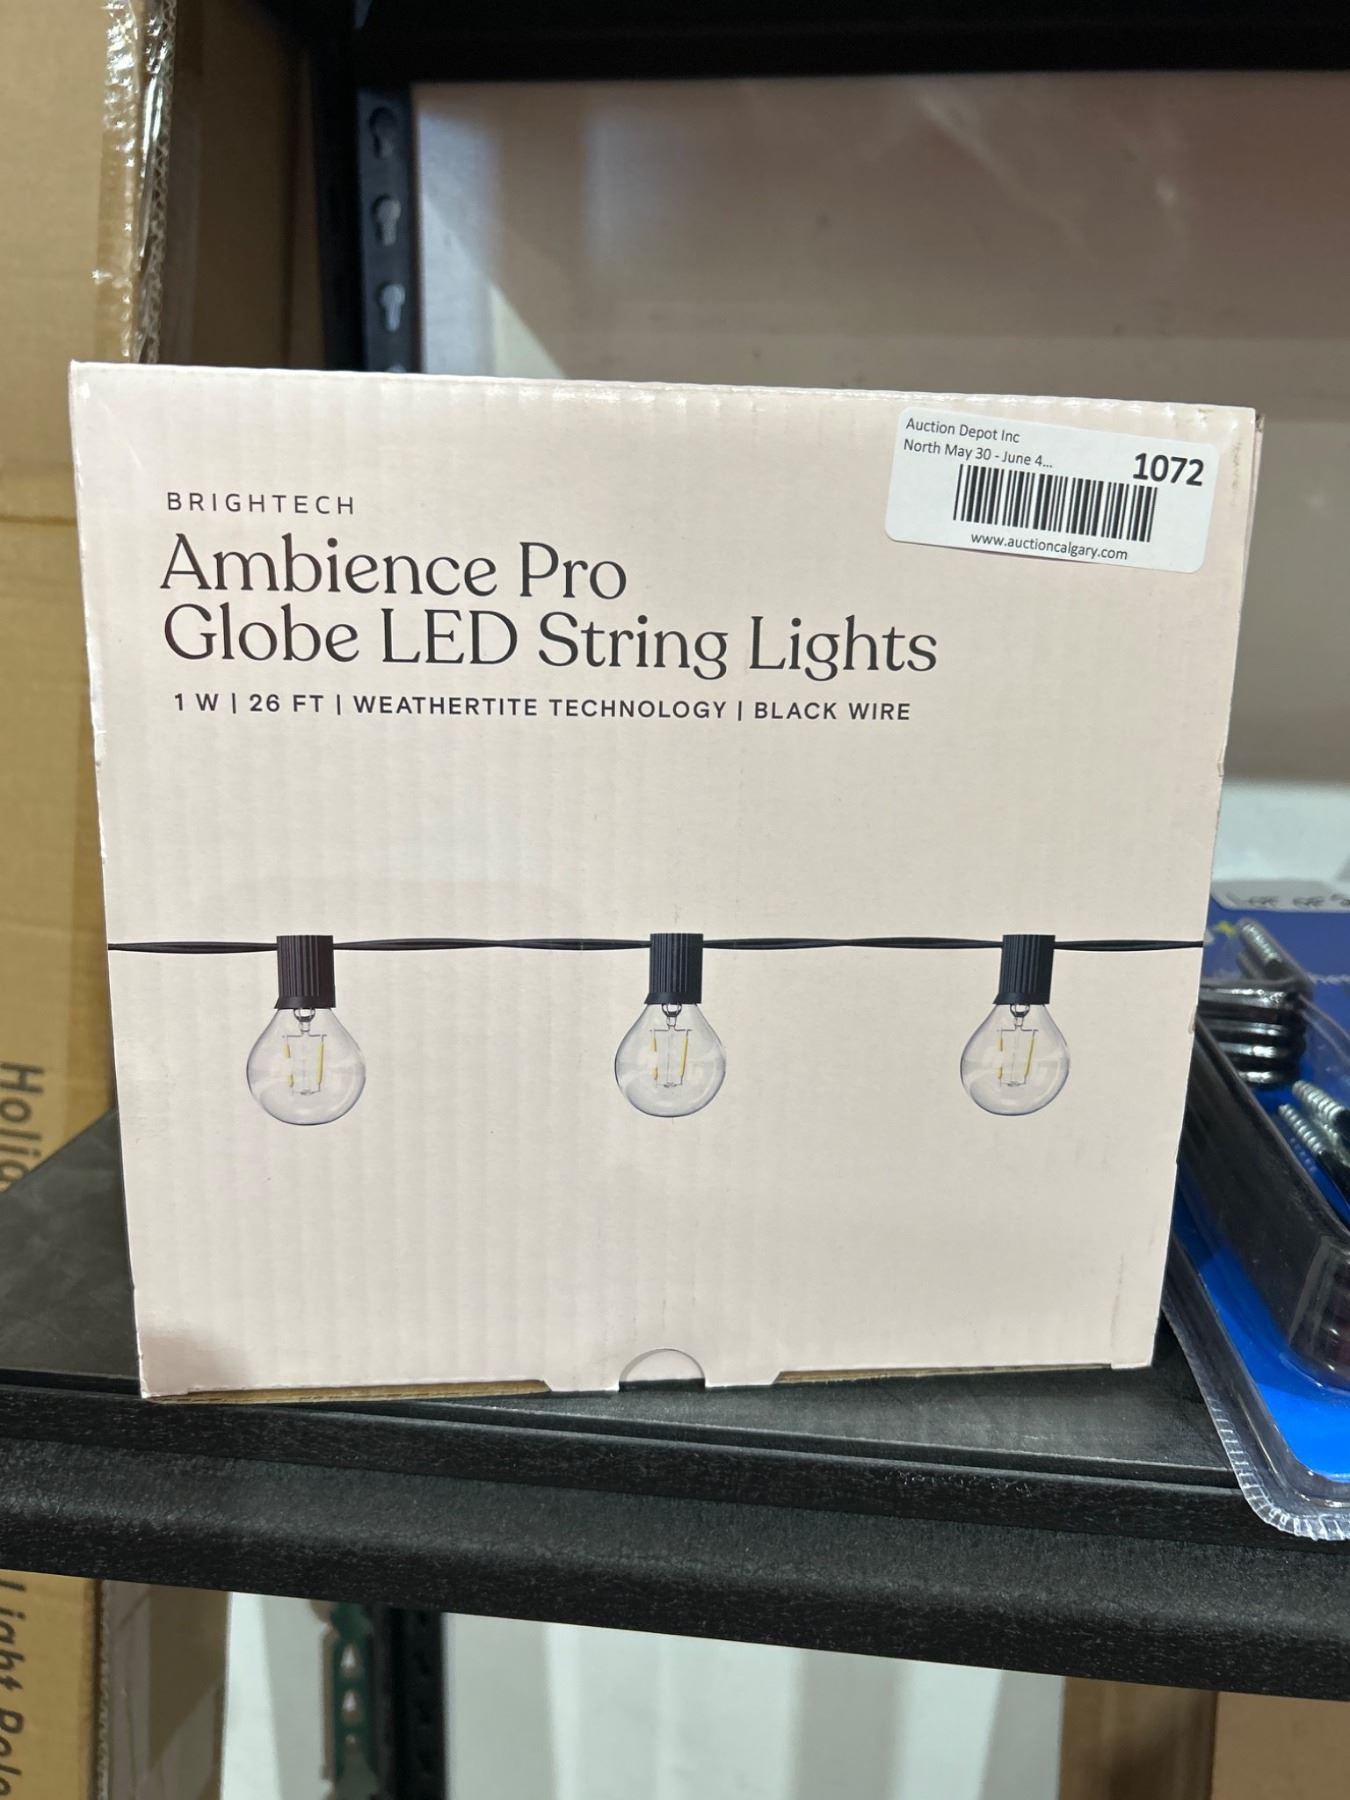 Auction Depot Inc
North May 30 - June 4...
1072
www.auctioncalgary.com
BRIGHTECH
Ambience Pro
Globe LED String Lights
1 W | 26 FT | WEATHERTITE TECHNOLOGY | BLACK WIRE
Light